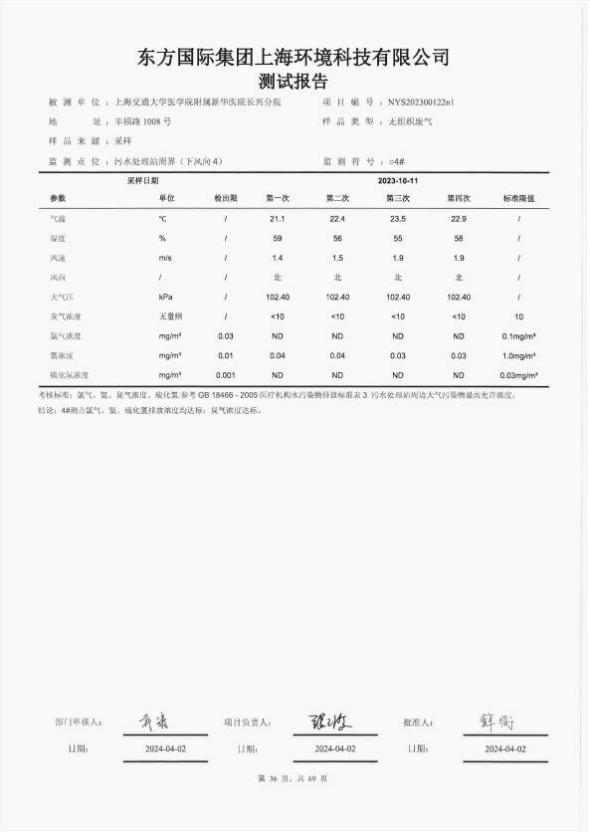 东方国际集团上海环境科技有限公司
测试报告
被 测 单 位 ：上海交通大学医学院附属新华医院长兴分院 项 目 编 号 ：NYS202300122n1
地 址 ：丰福路 1008 号 样 品 类 型 ：无组织废气
样 品 来 源 ：采样
监 测 点 位 ：污水处理站周界（下风向 4） 监 测 符 号 ：○4#
采样日期 2023-10-11
参数 单位 检出限 第一次 第二次 第三次 第四次 标准限值
气温 ℃ / 21.1 22.4 23.5 22.9 /
湿度 % / 59 56 55 58 /
风速 m/s / 1.4 1.5 1.9 1.9 /
风向 / / 北 北 北 北 /
大气压 kPa / 102.40 102.40 102.40 102.40 /
臭气浓度 无量纲 / <10 <10 <10 <10 10
氯气浓度 mg/m³ 0.03 ND ND ND ND 0.1mg/m³
氨浓度 mg/m³ 0.01 0.04 0.04 0.03 0.03 1.0mg/m³
硫化氢浓度 mg/m³ 0.001 ND ND ND ND 0.03mg/m³
考核标准：氯气、氨、臭气浓度、硫化氢:参考 GB 18466 - 2005 医疗机构水污染物排放标准表 3 污水处理站周边大气污染物最高允许浓度；
结论：4#测点氯气、氨、硫化氢排放浓度均达标；臭气浓度达标。
部门审核人： 项目负责人： 批准人：
日期： 2024-04-02 日期： 2024-04-02 日期： 2024-04-02
第 36 页，共 69 页